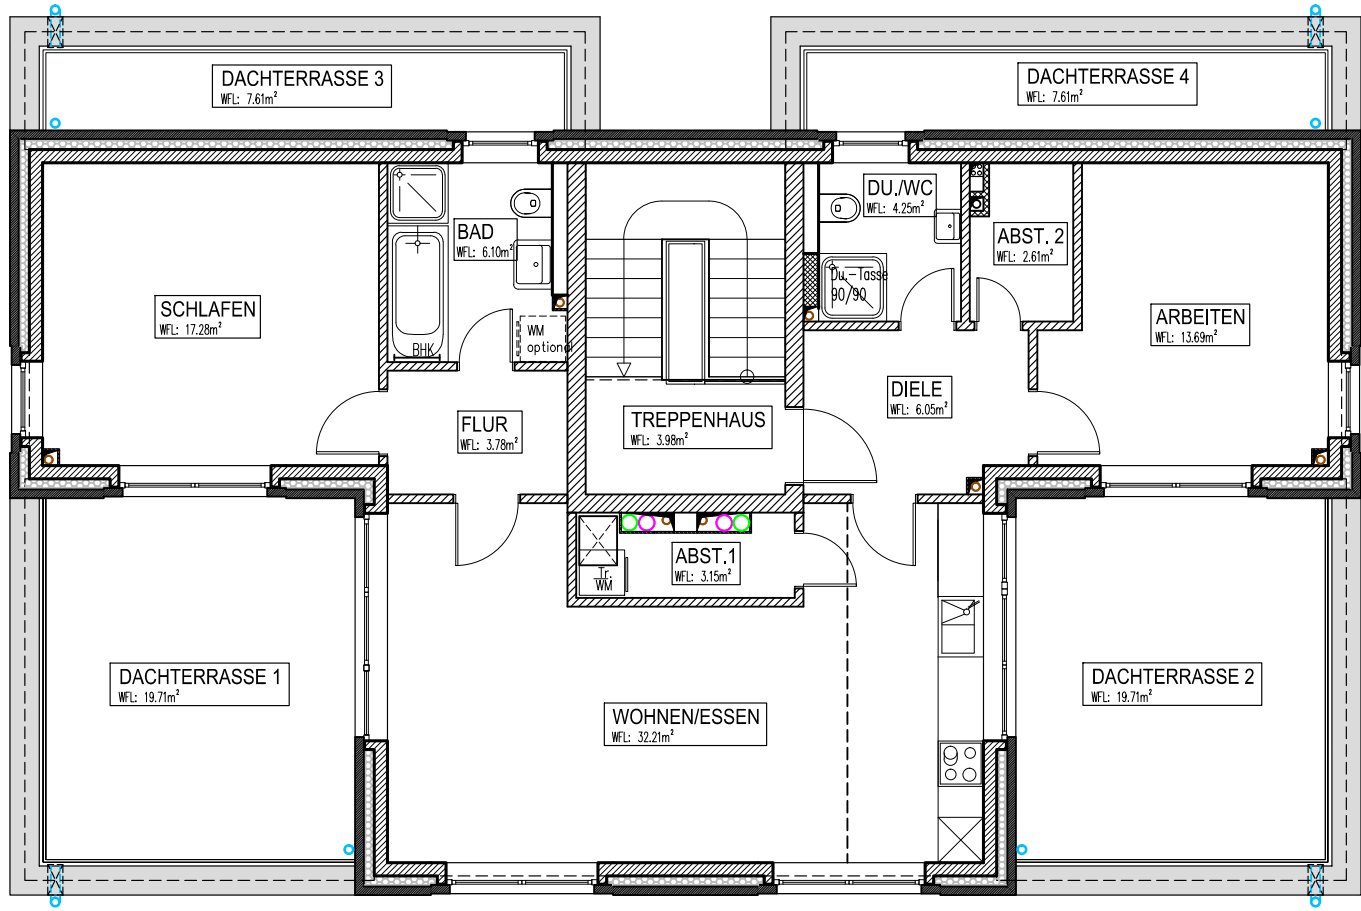 DACHTERRASSE 3
WFL: 7.61m²
DACHTERRASSE 4
WFL: 7.61m²
BAD
WFL: 6.10m²
DU./WC
WFL: 4.25m²
ABST. 2
WFL: 2.61m²
Du.-Tasse
90/90
SCHLAFEN
WFL: 17.28m²
WM
optional
BHK
ARBEITEN
WFL: 13.69m²
FLUR
WFL: 3.78m²
TREPPENHAUS
WFL: 3.98m²
DIELE
WFL: 6.05m²
ABST.1
WFL: 3.15m²
Tr.
WM
DACHTERRASSE 1
WFL: 19.71m²
WOHNEN/ESSEN
WFL: 32.21m²
DACHTERRASSE 2
WFL: 19.71m²